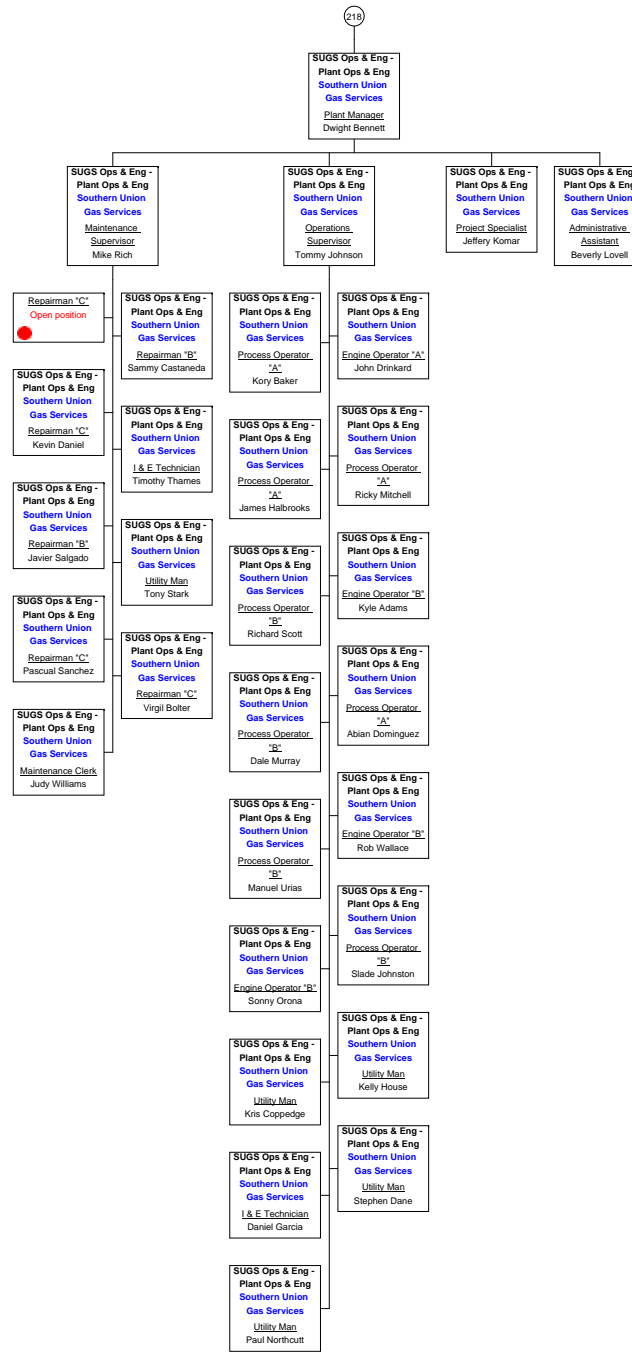 218
SUGS Ops & Eng -
Plant Ops & Eng
Southern Union
Gas Services
Plant Manager
Dwight Bennett
SUGS Ops & Eng -
Plant Ops & Eng
Southern Union
Gas Services
Maintenance
Supervisor
Mike Rich
SUGS Ops & Eng -
Plant Ops & Eng
Southern Union
Gas Services
Operations
Supervisor
Tommy Johnson
SUGS Ops & Eng -
Plant Ops & Eng
Southern Union
Gas Services
Project Specialist
Jeffery Komar
SUGS Ops & Eng
Plant Ops & Eng
Southern Union
Gas Services
Administrative
Assistant
Beverly Lovell
Repairman "C"
Open position
SUGS Ops & Eng -
Plant Ops & Eng
Southern Union
Gas Services
Repairman "B"
Sammy Castaneda
SUGS Ops & Eng -
Plant Ops & Eng
Southern Union
Gas Services
Repairman "C"
Kevin Daniel
SUGS Ops & Eng -
Plant Ops & Eng
Southern Union
Gas Services
I & E Technician
Timothy Thames
SUGS Ops & Eng -
Plant Ops & Eng
Southern Union
Gas Services
Repairman "B"
Javier Salgado
SUGS Ops & Eng -
Plant Ops & Eng
Southern Union
Gas Services
Utility Man
Tony Stark
SUGS Ops & Eng -
Plant Ops & Eng
Southern Union
Gas Services
Repairman "C"
Pascual Sanchez
SUGS Ops & Eng -
Plant Ops & Eng
Southern Union
Gas Services
Repairman "C"
Virgil Bolter
SUGS Ops & Eng -
Plant Ops & Eng
Southern Union
Gas Services
Maintenance Clerk
Judy Williams
SUGS Ops & Eng -
Plant Ops & Eng
Southern Union
Gas Services
Process Operator
"A"
Kory Baker
SUGS Ops & Eng -
Plant Ops & Eng
Southern Union
Gas Services
Engine Operator "A"
John Drinkard
SUGS Ops & Eng -
Plant Ops & Eng
Southern Union
Gas Services
Process Operator
"A"
James Halbrooks
SUGS Ops & Eng -
Plant Ops & Eng
Southern Union
Gas Services
Process Operator
"A"
Ricky Mitchell
SUGS Ops & Eng -
Plant Ops & Eng
Southern Union
Gas Services
Process Operator
"B"
Richard Scott
SUGS Ops & Eng -
Plant Ops & Eng
Southern Union
Gas Services
Engine Operator "B"
Kyle Adams
SUGS Ops & Eng -
Plant Ops & Eng
Southern Union
Gas Services
Process Operator
"B"
Dale Murray
SUGS Ops & Eng -
Plant Ops & Eng
Southern Union
Gas Services
Process Operator
"A"
Abian Dominguez
SUGS Ops & Eng -
Plant Ops & Eng
Southern Union
Gas Services
Process Operator
"B"
Manuel Urias
SUGS Ops & Eng -
Plant Ops & Eng
Southern Union
Gas Services
Engine Operator "B"
Rob Wallace
SUGS Ops & Eng -
Plant Ops & Eng
Southern Union
Gas Services
Engine Operator "B"
Sonny Orona
SUGS Ops & Eng -
Plant Ops & Eng
Southern Union
Gas Services
Process Operator
"B"
Slade Johnston
SUGS Ops & Eng -
Plant Ops & Eng
Southern Union
Gas Services
Utility Man
Kris Coppedge
SUGS Ops & Eng -
Plant Ops & Eng
Southern Union
Gas Services
Utility Man
Kelly House
SUGS Ops & Eng -
Plant Ops & Eng
Southern Union
Gas Services
I & E Technician
Daniel Garcia
SUGS Ops & Eng -
Plant Ops & Eng
Southern Union
Gas Services
Utility Man
Stephen Dane
SUGS Ops & Eng -
Plant Ops & Eng
Southern Union
Gas Services
Utility Man
Paul Northcutt